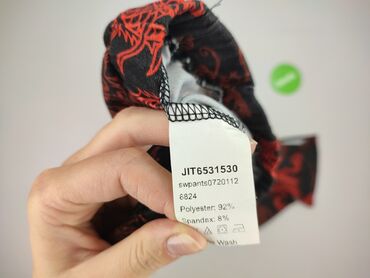 JIT6531530
swpants0720112
6824
Polyester: 92%
Spandex: 8%
Wash